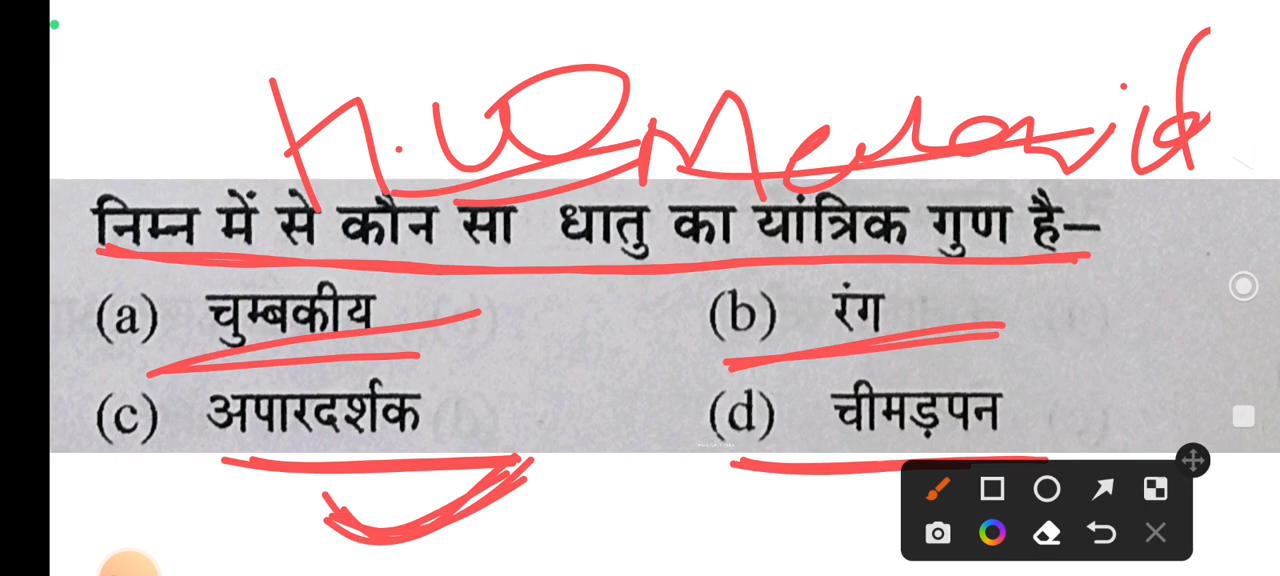 निम्न में से कौन सा धातु का यांत्रिक गुण है–
(a) चुम्बकीय (b) रंग
(c) अपारदर्शक (d) चीमड़पन